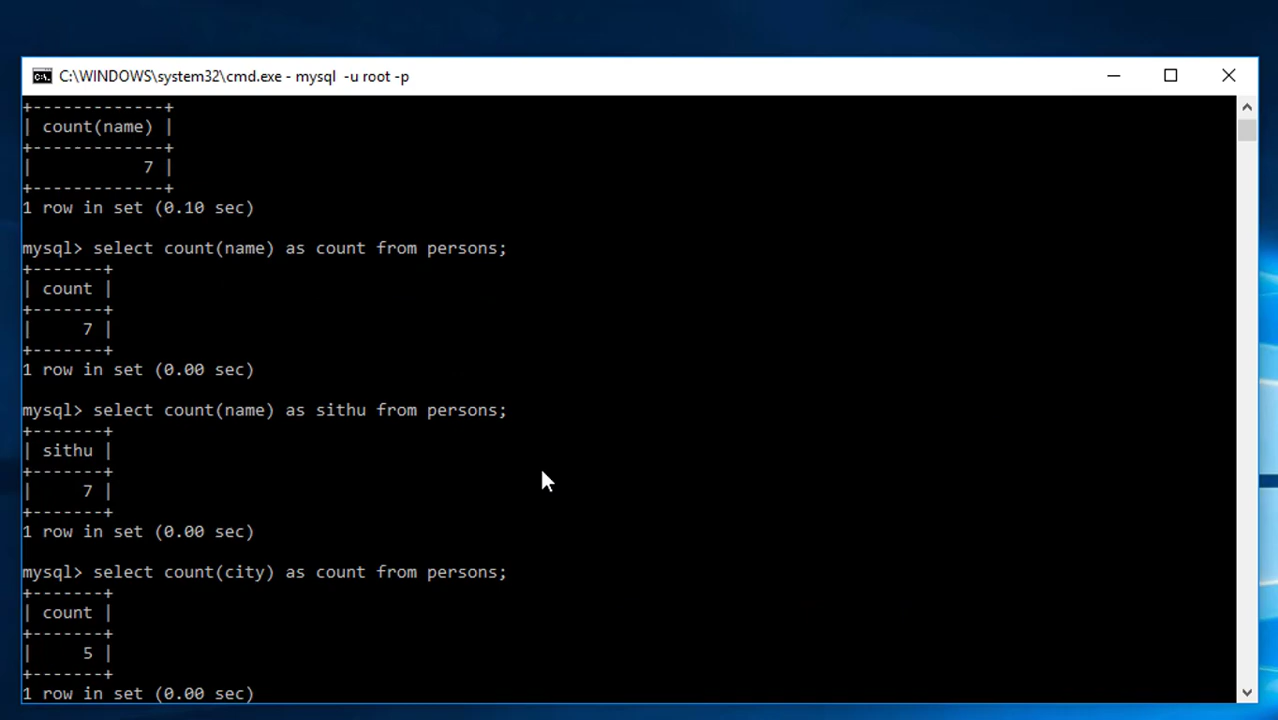 C:\WINDOWS\system32\cmd.exe - mysql  -u root -p
+-------------+
| count(name) |
+-------------+
|           7 |
+-------------+
1 row in set (0.10 sec)
mysql> select count(name) as count from persons;
+-------+
| count |
+-------+
|     7 |
+-------+
1 row in set (0.00 sec)
mysql> select count(name) as sithu from persons;
+-------+
| sithu |
+-------+
|     7 |
+-------+
1 row in set (0.00 sec)
mysql> select count(city) as count from persons;
+-------+
| count |
+-------+
|     5 |
+-------+
1 row in set (0.00 sec)